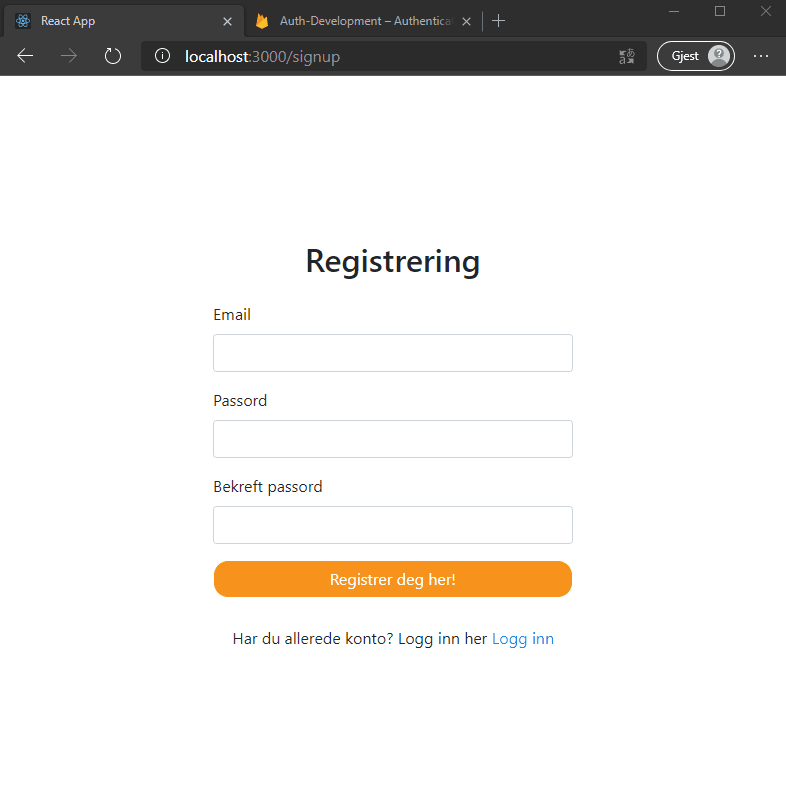 React App
Auth-Development – Authentica
localhost:3000/signup
Gjest
Registrering
Email
Passord
Bekreft passord
Registrer deg her!
Har du allerede konto? Logg inn her Logg inn